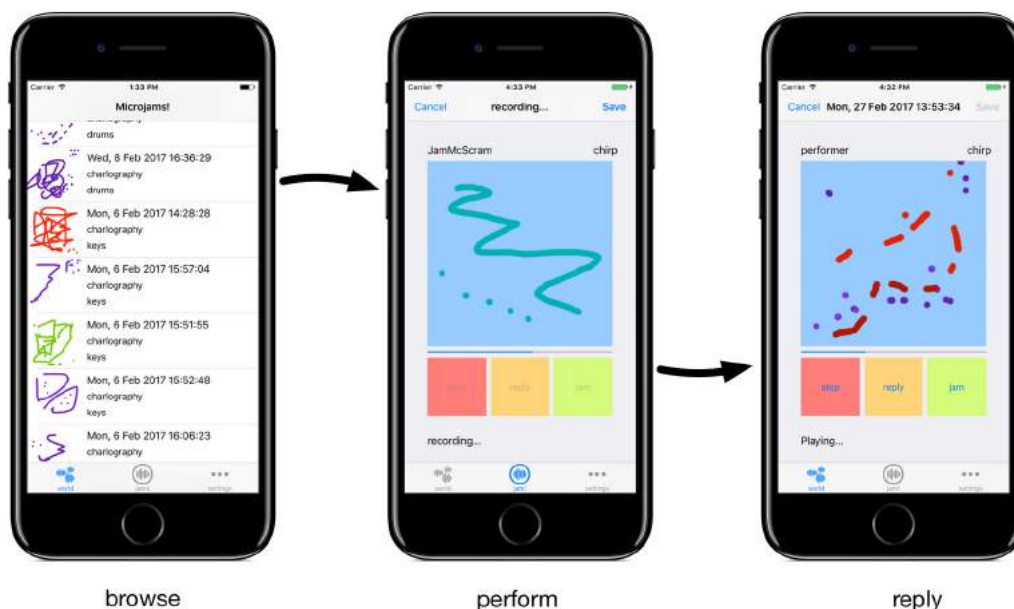 Carrier 1:33 PM
Microjams!
charlography
drums
Wed, 8 Feb 2017 16:36:29
charlography
drums
Mon, 6 Feb 2017 14:28:28
charlography
keys
Mon, 6 Feb 2017 15:57:04
charlography
keys
Mon, 6 Feb 2017 15:51:55
charlography
keys
Mon, 6 Feb 2017 15:52:48
charlography
keys
Mon, 6 Feb 2017 16:06:23
charlography
world jams settings
browse
Carrier 4:33 PM
Cancel recording... Save
JamMcScram chirp
stop reply jam
recording...
world jam! settings
perform
Carrier 4:32 PM
Cancel Mon, 27 Feb 2017 13:53:34 Save
performer chirp
stop reply jam
Playing...
world jam! settings
reply